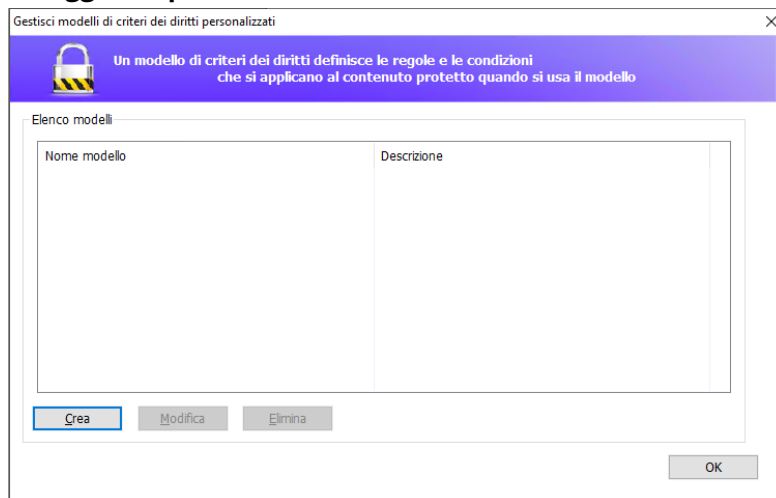 Gestisci modelli di criteri dei diritti personalizzati
Un modello di criteri dei diritti definisce le regole e le condizioni
che si applicano al contenuto protetto quando si usa il modello
Elenco modelli
Nome modello Descrizione
Crea Modifica Elimina
OK